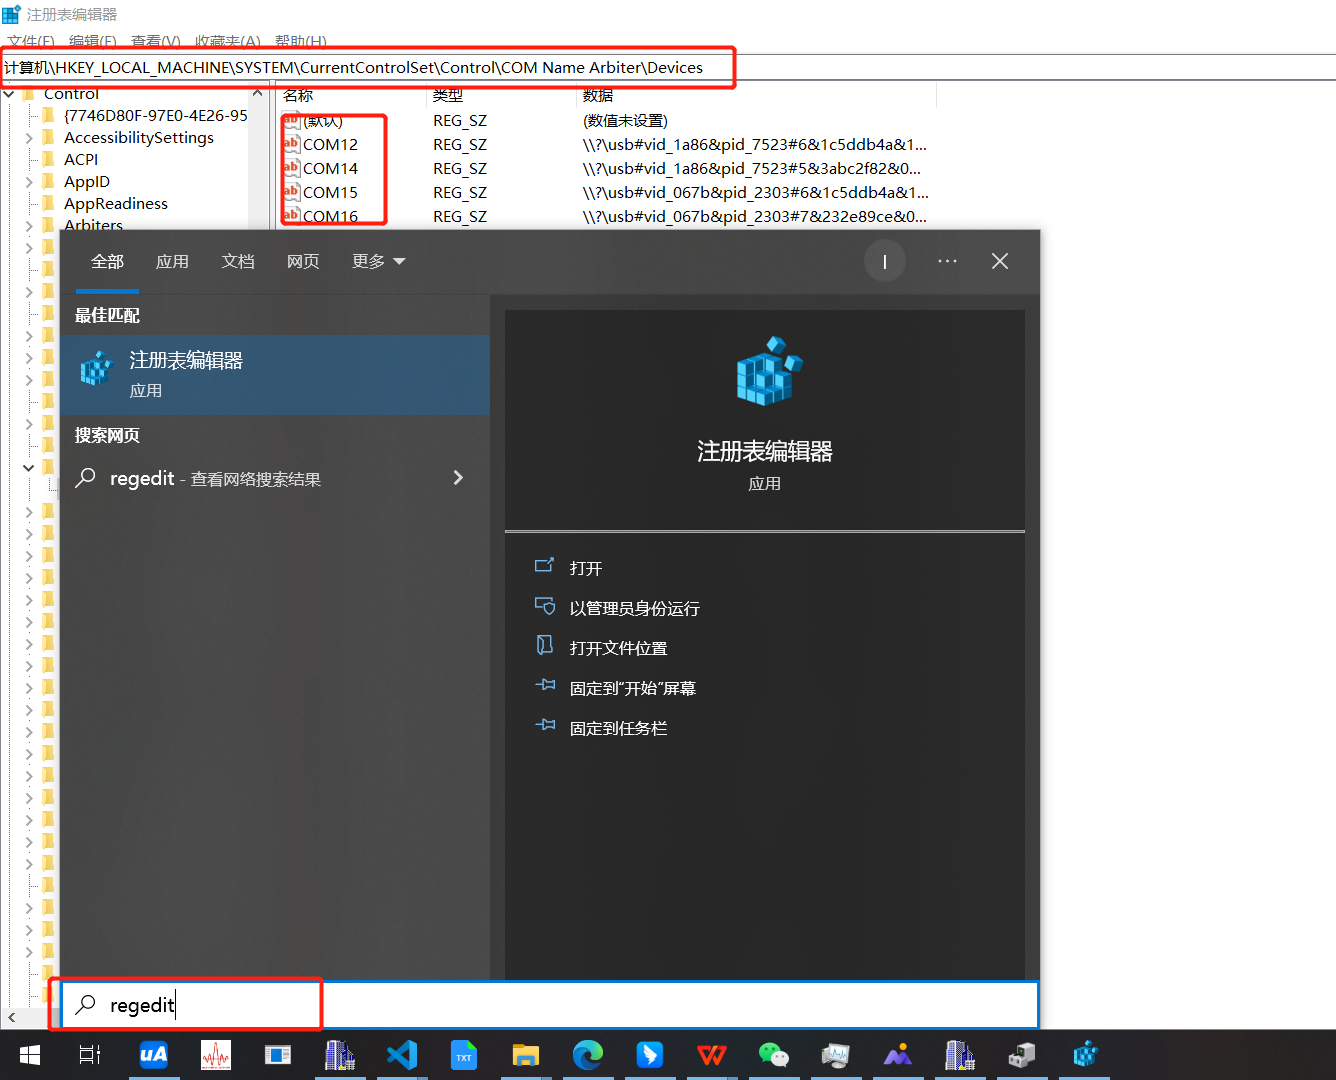 注册表编辑器
文件(F) 编辑(E) 查看(V) 收藏夹(A) 帮助(H)
计算机\HKEY_LOCAL_MACHINE\SYSTEM\CurrentControlSet\Control\COM Name Arbiter\Devices
Control
{7746D80F-97E0-4E26-95
AccessibilitySettings
ACPI
AppID
AppReadiness
Arbiters
名称 类型 数据
ab (默认) REG_SZ (数值未设置)
ab COM12 REG_SZ \\?\usb#vid_1a86&pid_7523#6&1c5ddb4a&1...
ab COM14 REG_SZ \\?\usb#vid_1a86&pid_7523#5&3abc2f82&0...
ab COM15 REG_SZ \\?\usb#vid_067b&pid_2303#6&1c5ddb4a&1...
ab COM16 REG_SZ \\?\usb#vid_067b&pid_2303#7&232e89ce&0...
全部 应用 文档 网页 更多 I ···
最佳匹配
注册表编辑器
应用
搜索网页
regedit - 查看网络搜索结果
注册表编辑器
应用
打开
以管理员身份运行
打开文件位置
固定到“开始”屏幕
固定到任务栏
regedit
uA
TXT